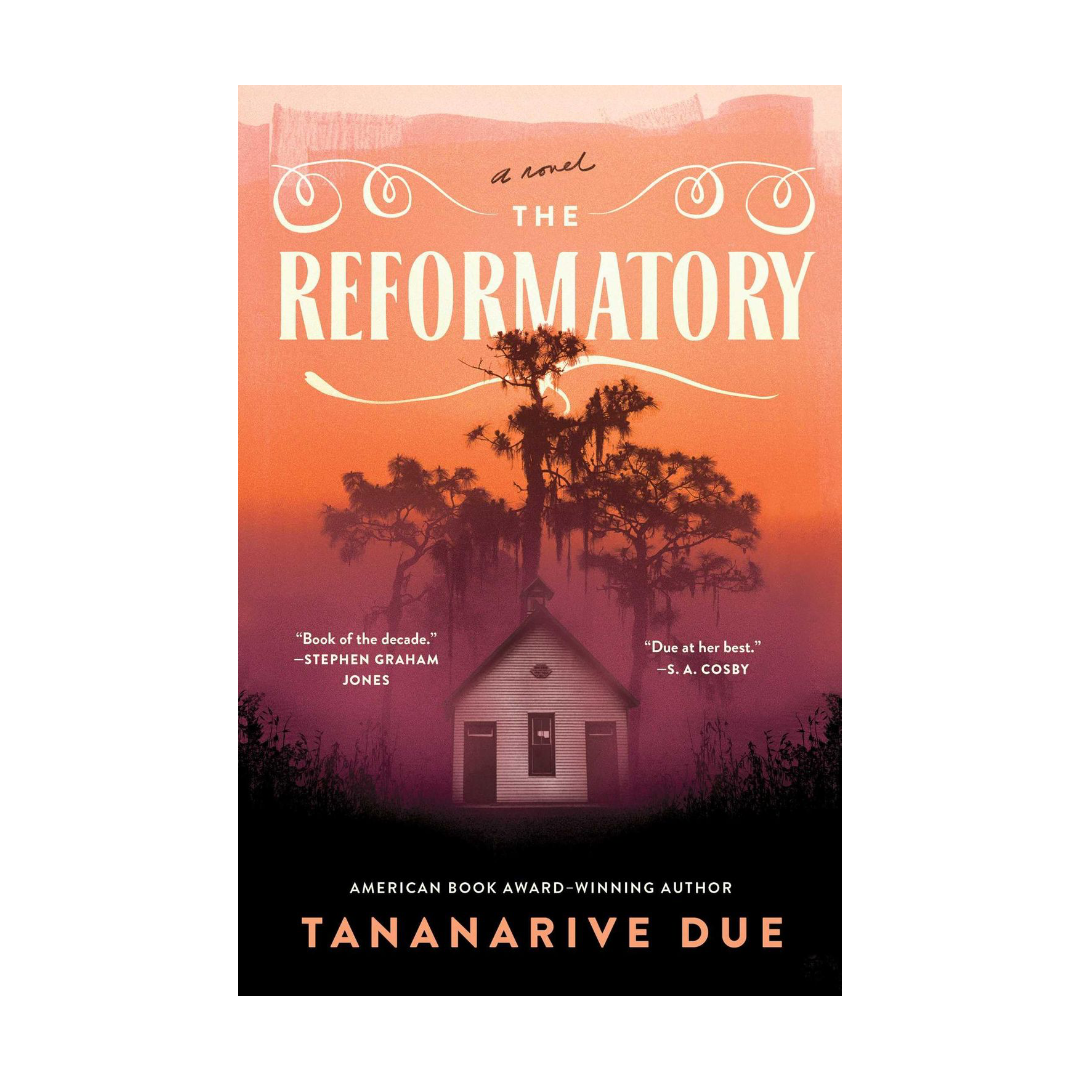 a novel
THE
REFORMATORY
“Book of the decade.”
—STEPHEN GRAHAM
JONES
“Due at her best.”
—S. A. COSBY
AMERICAN BOOK AWARD–WINNING AUTHOR
TANANARIVE DUE